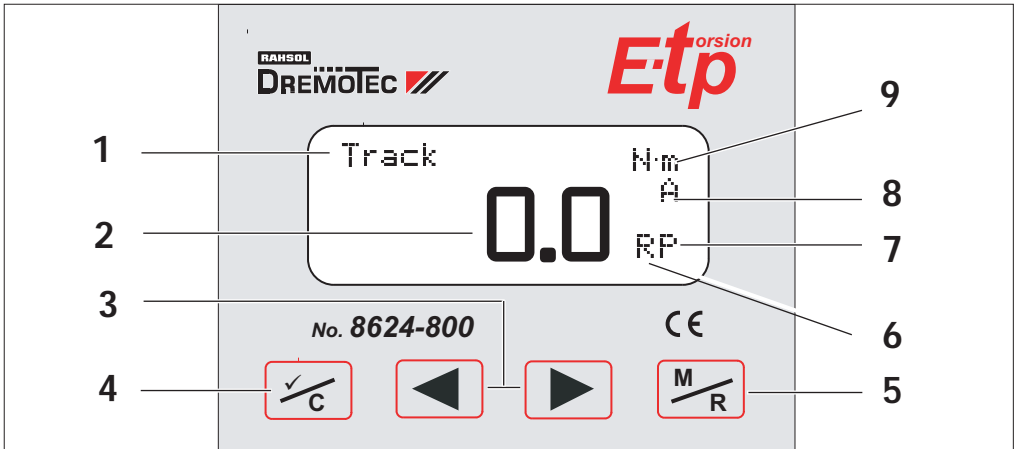 RAHSOL
DREMOTEC
E·tp orsion
1
Track
N·m
9
A
8
2
0.0
RP
7
3
6
No. 8624-800
CE
4
✓/C
◀
▶
M/R
5